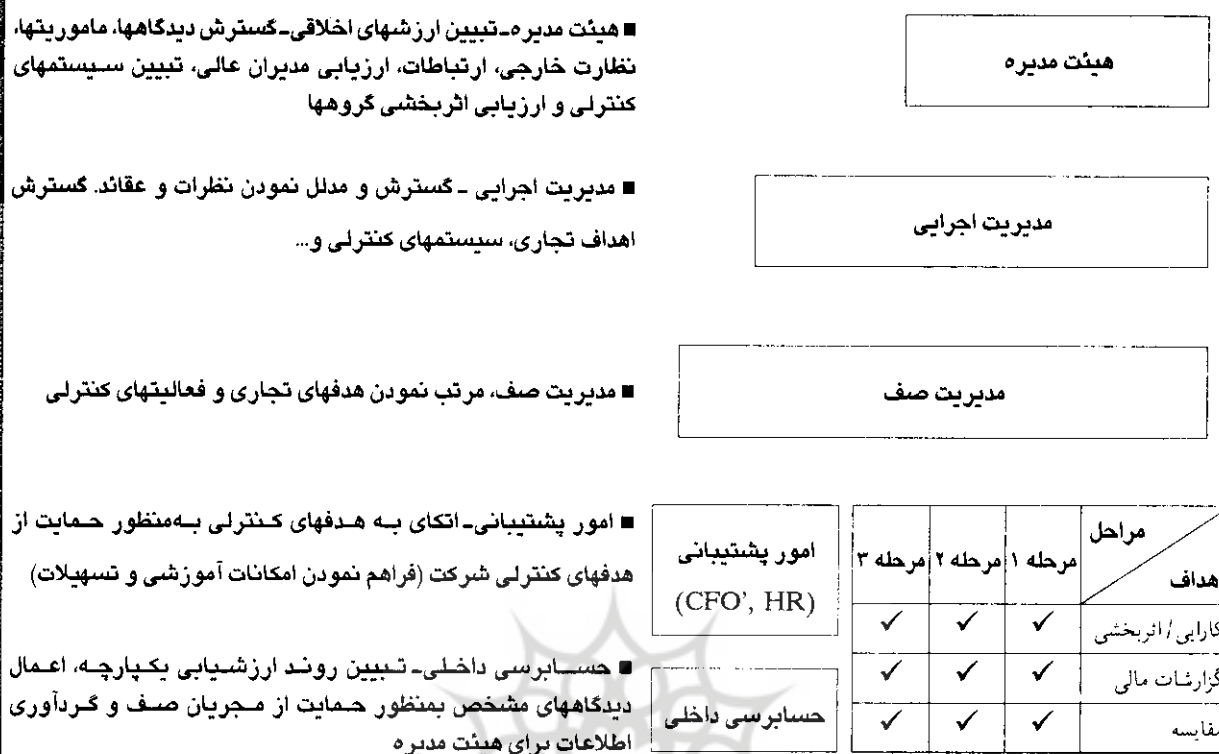 هیئت مدیره
■ هیئت مدیره ـ تبیین ارزشهای اخلاقی ـ گسترش دیدگاهها، ماموریتها،
نظارت خارجی، ارتباطات، ارزیابی مدیران عالی، تبیین سیستمهای
کنترلی و ارزیابی اثربخشی گروهها
مدیریت اجرایی
■ مدیریت اجرایی ـ گسترش و مدلل نمودن نظرات و عقائد. گسترش
اهداف تجاری، سیستمهای کنترلی و...
مدیریت صف
■ مدیریت صف، مرتب نمودن هدفهای تجاری و فعالیتهای کنترلی
مراحل
هداف
مرحله ۱ مرحله ۲ مرحله ۳
کارایی / اثربخشی ✓ ✓ ✓
گزارشات مالی ✓ ✓ ✓
مقایسه ✓ ✓ ✓
امور پشتیبانی
(CFO', HR)
■ امور پشتیبانی ـ اتکای به هدفهای کنترلی به‌منظور حمایت از
هدفهای کنترلی شرکت (فراهم نمودن امکانات آموزشی و تسهیلات)
حسابرسی داخلی
■ حسابرسی داخلی ـ تبیین روند ارزشیابی یکپارچه، اعمال
دیدگاههای مشخص بمنظور حمایت از مجریان صف و گردآوری
اطلاعات برای هیئت مدیره